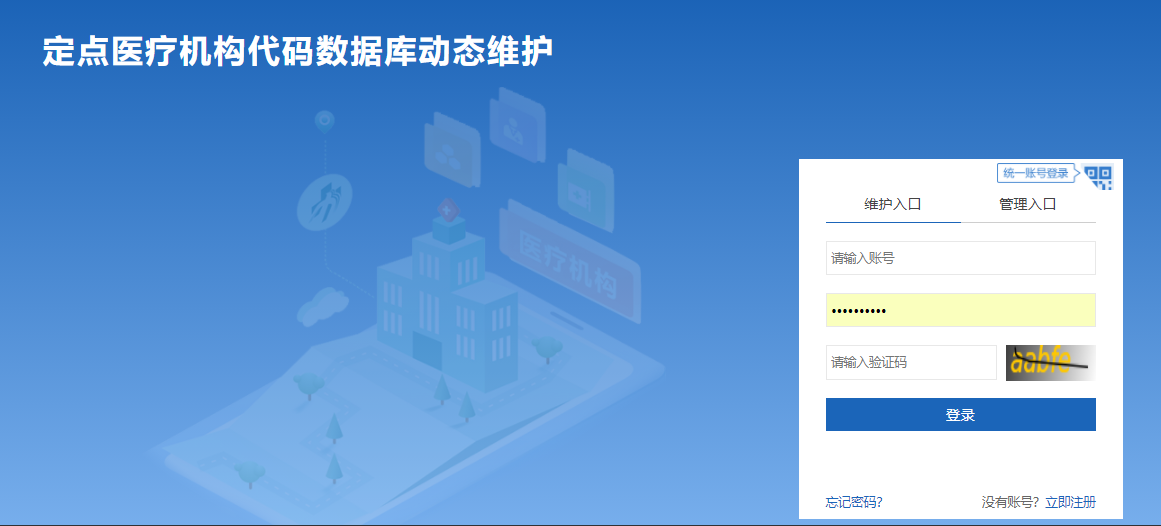 定点医疗机构代码数据库动态维护
医疗机构
统一账号登录
维护入口 管理入口
请输入账号
••••••••••
请输入验证码 aabfe
登录
忘记密码? 没有账号? 立即注册